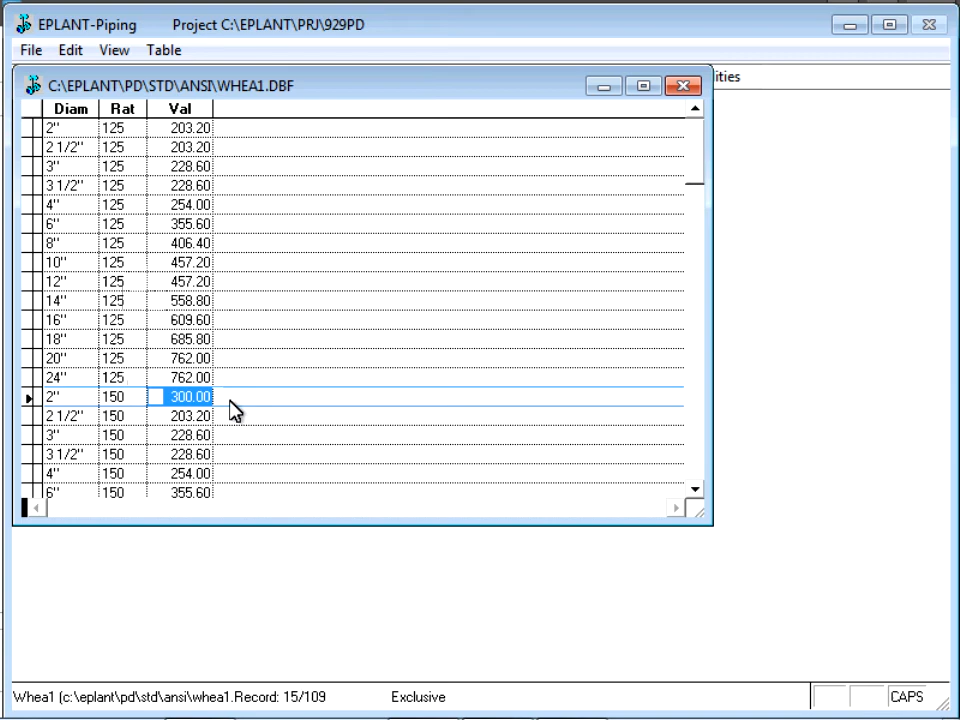 EPLANT-Piping Project C:\EPLANT\PRJ\929PD
File Edit View Table
ities
C:\EPLANT\PD\STD\ANSI\WHEA1.DBF
Diam Rat Val
2" 125 203.20
2 1/2" 125 203.20
3" 125 228.60
3 1/2" 125 228.60
4" 125 254.00
6" 125 355.60
8" 125 406.40
10" 125 457.20
12" 125 457.20
14" 125 558.80
16" 125 609.60
18" 125 685.80
20" 125 762.00
24" 125 762.00
2" 150 300.00
2 1/2" 150 203.20
3" 150 228.60
3 1/2" 150 228.60
4" 150 254.00
6" 150 355.60
Whea1 (c:\eplant\pd\std\ansi\whea1.Record: 15/109 Exclusive CAPS